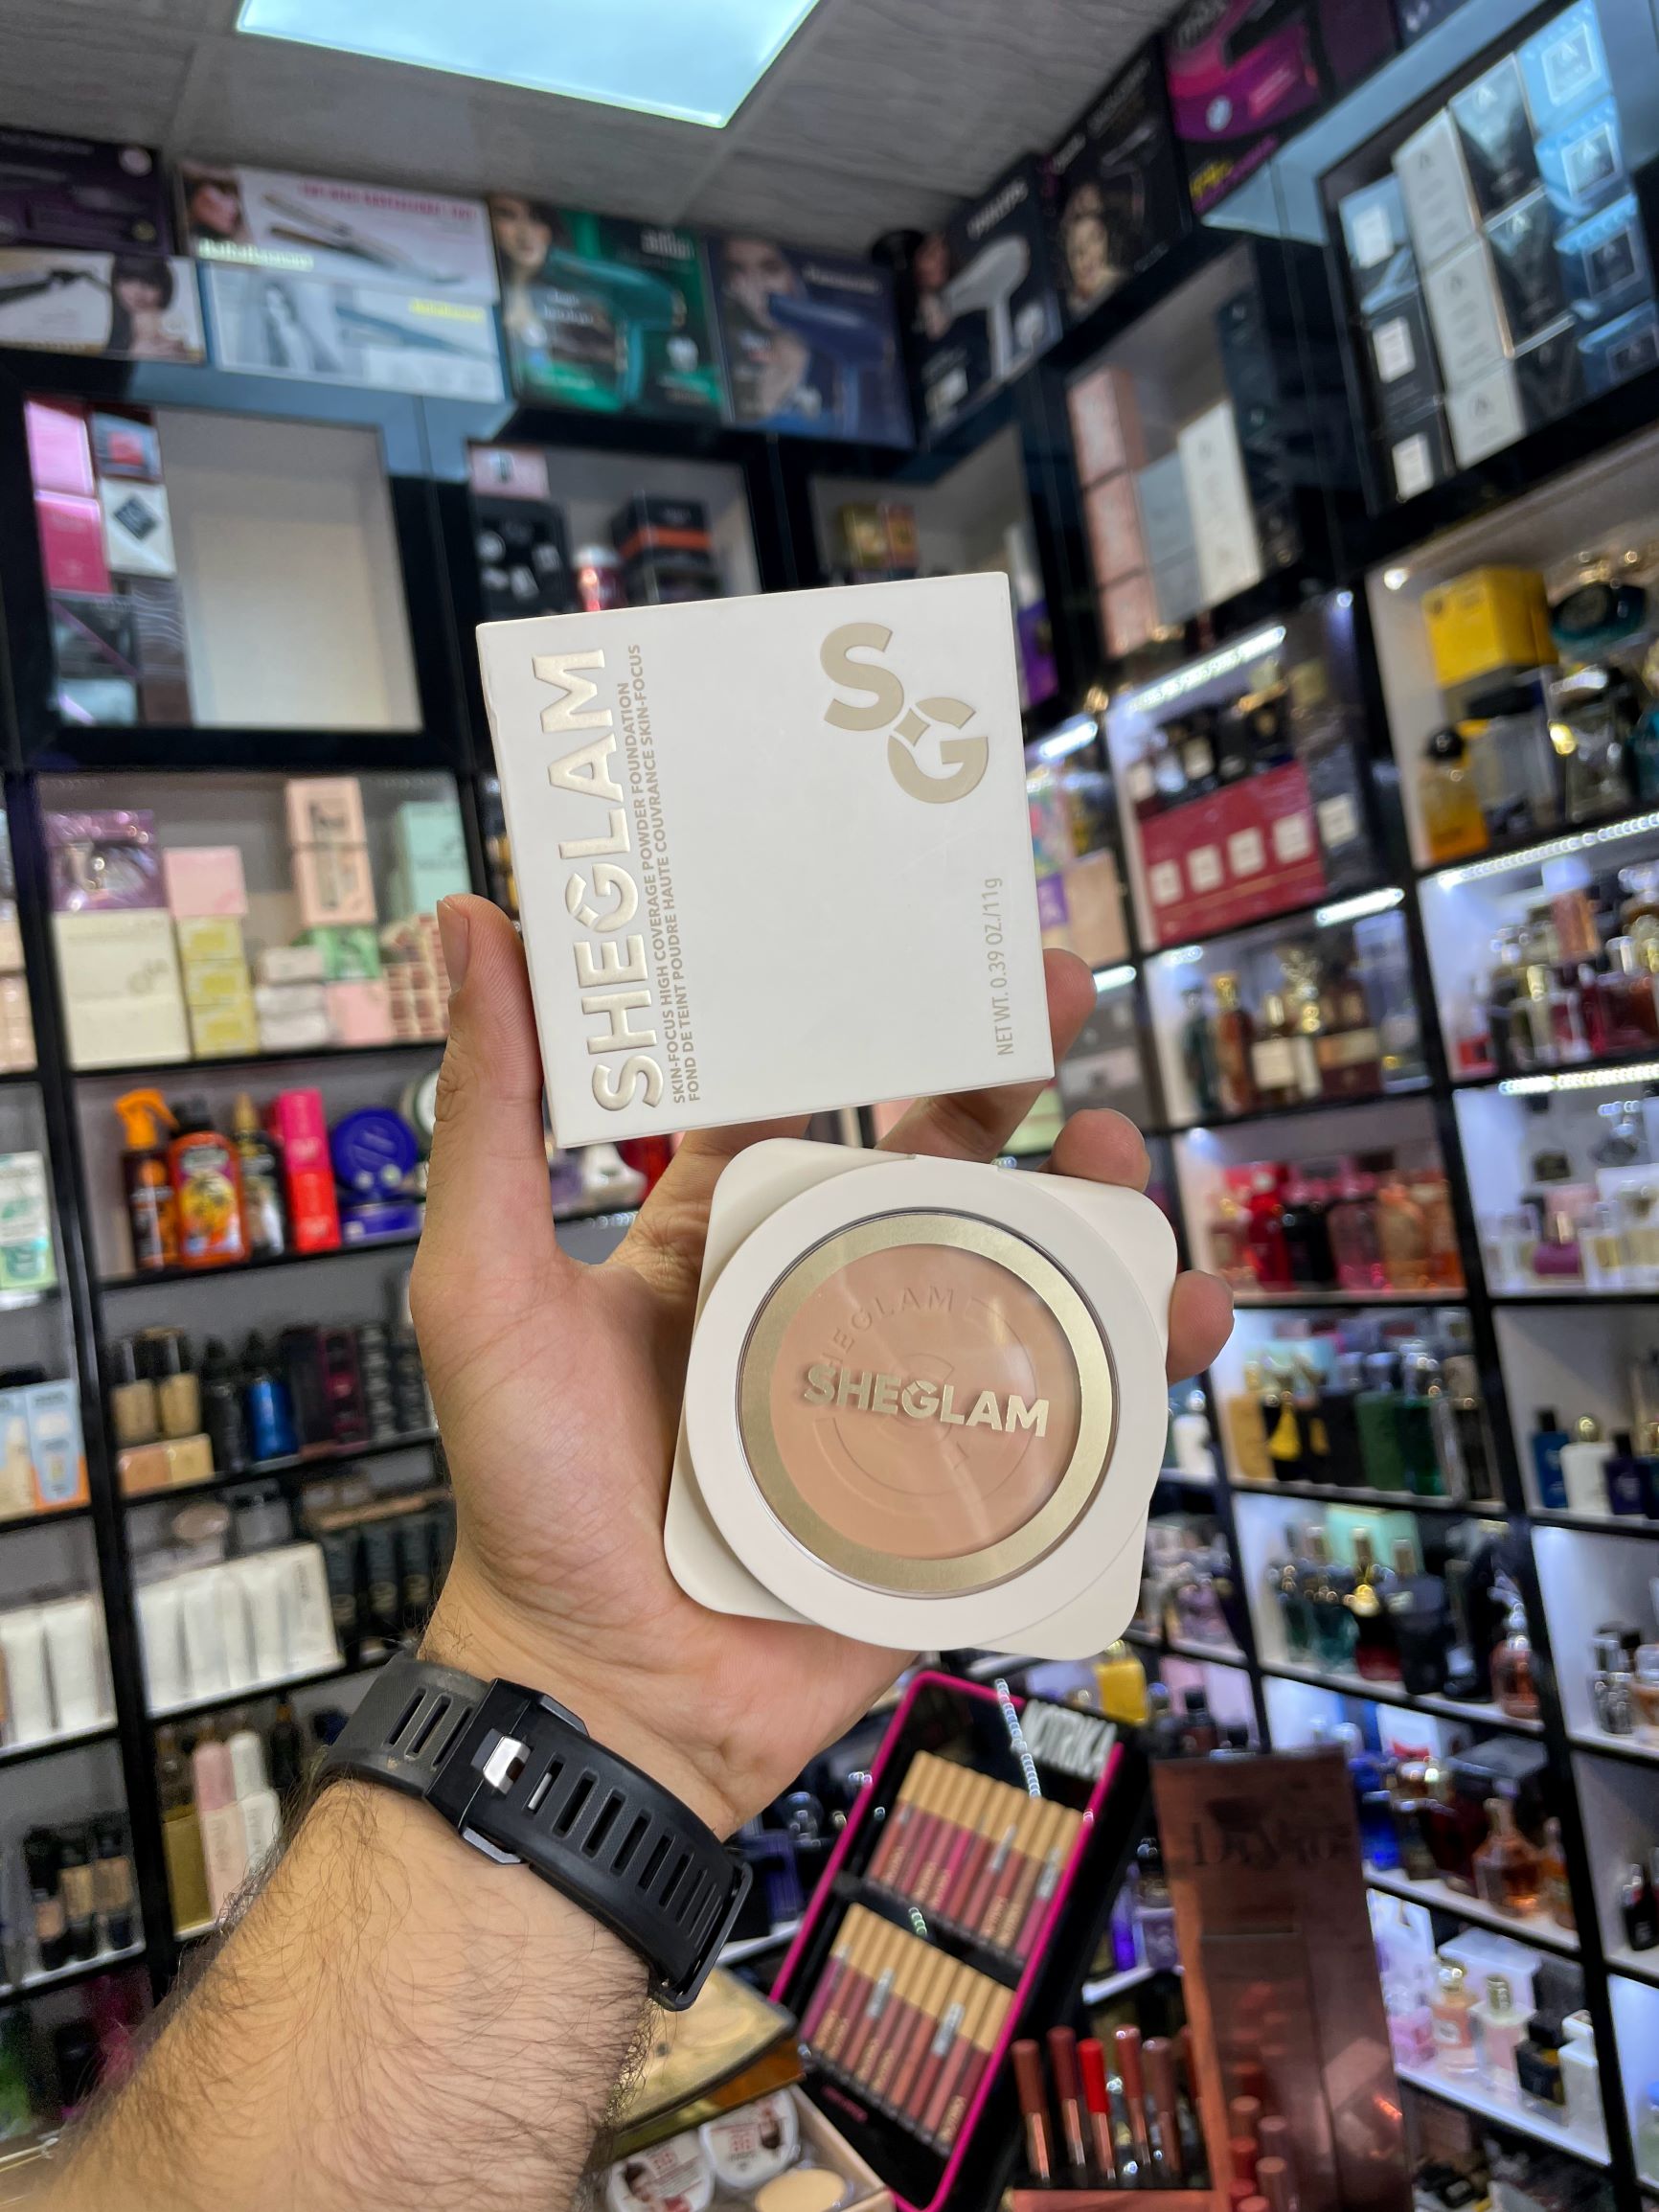 SHEGLAM
SKIN-FOCUS HIGH COVERAGE POWDER FOUNDATION
FOND DE TEINT POUDRE HAUTE COUVRANCE SKIN-FOCUS
SG
NET WT. 0.39 OZ./11g
SHEGLAM
SHEGLAM